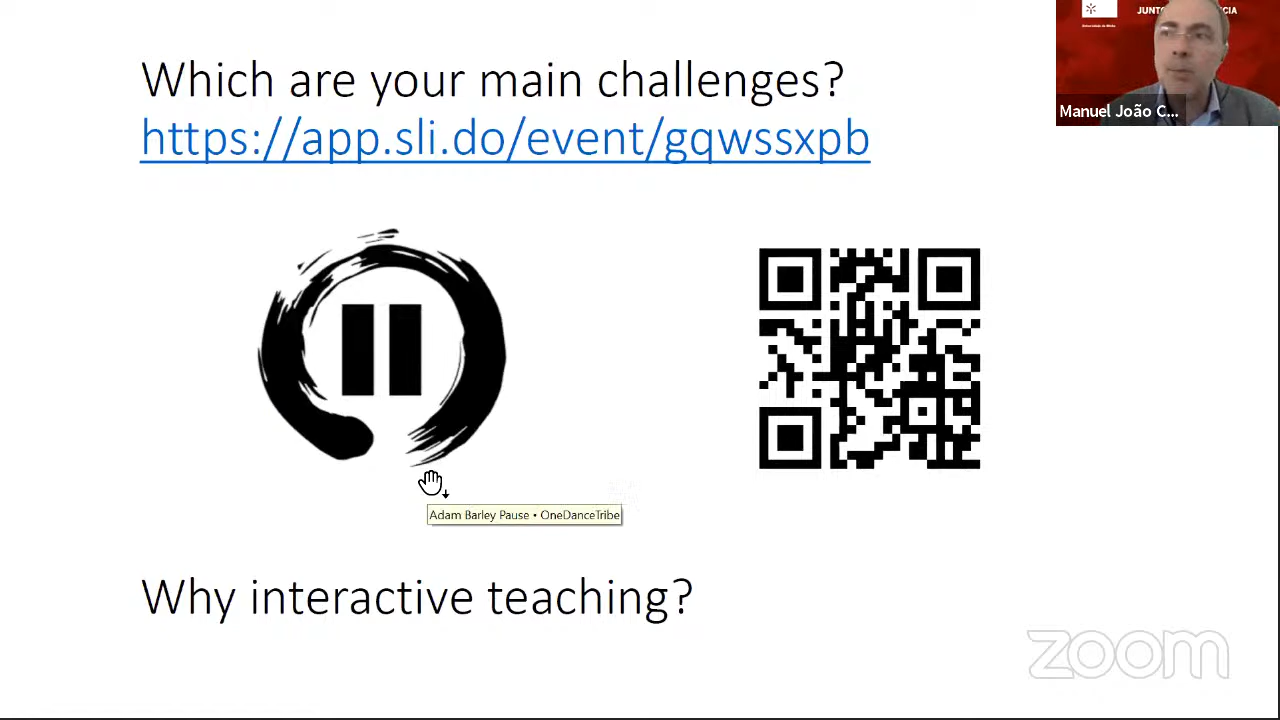 Which are your main challenges?
https://app.sli.do/event/gqwssxpb
Manuel João C...
Adam Barley Pause • OneDanceTribe
Why interactive teaching?
zoom